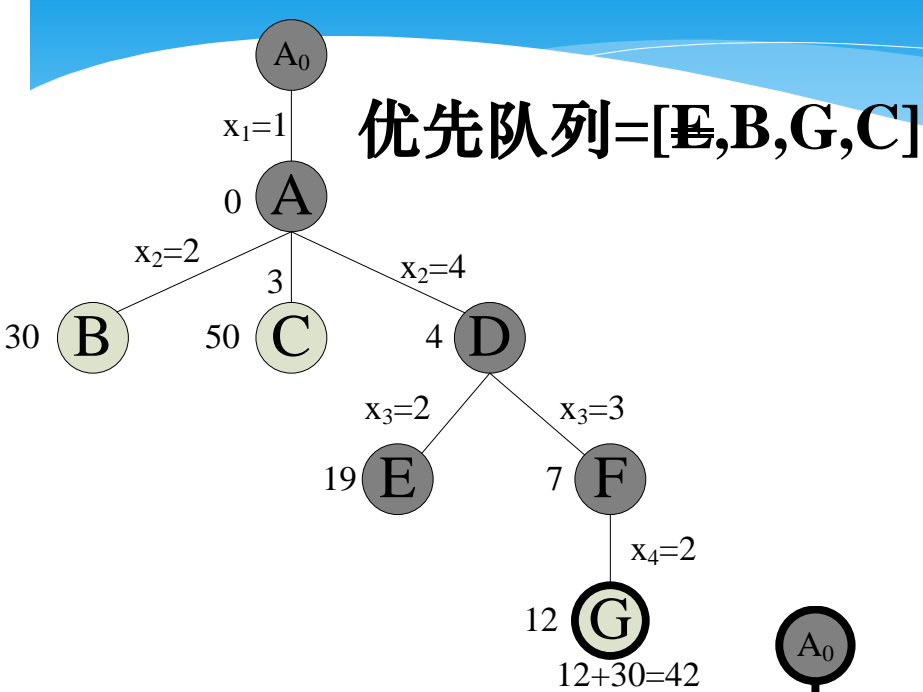 A₀
x₁=1
优先队列=[E,B,G,C]
0 A
x₂=2
3
x₂=4
30 B
50 C
4 D
x₃=2
x₃=3
19 E
7 F
x₄=2
12 G
12+30=42
A₀